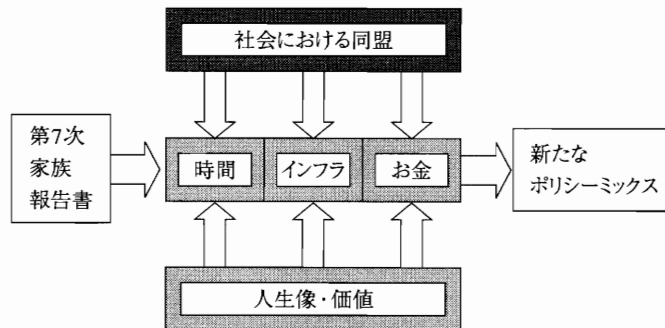 社会における同盟
第7次
家族
報告書
時間
インフラ
お金
新たな
ポリシーミックス
人生像・価値